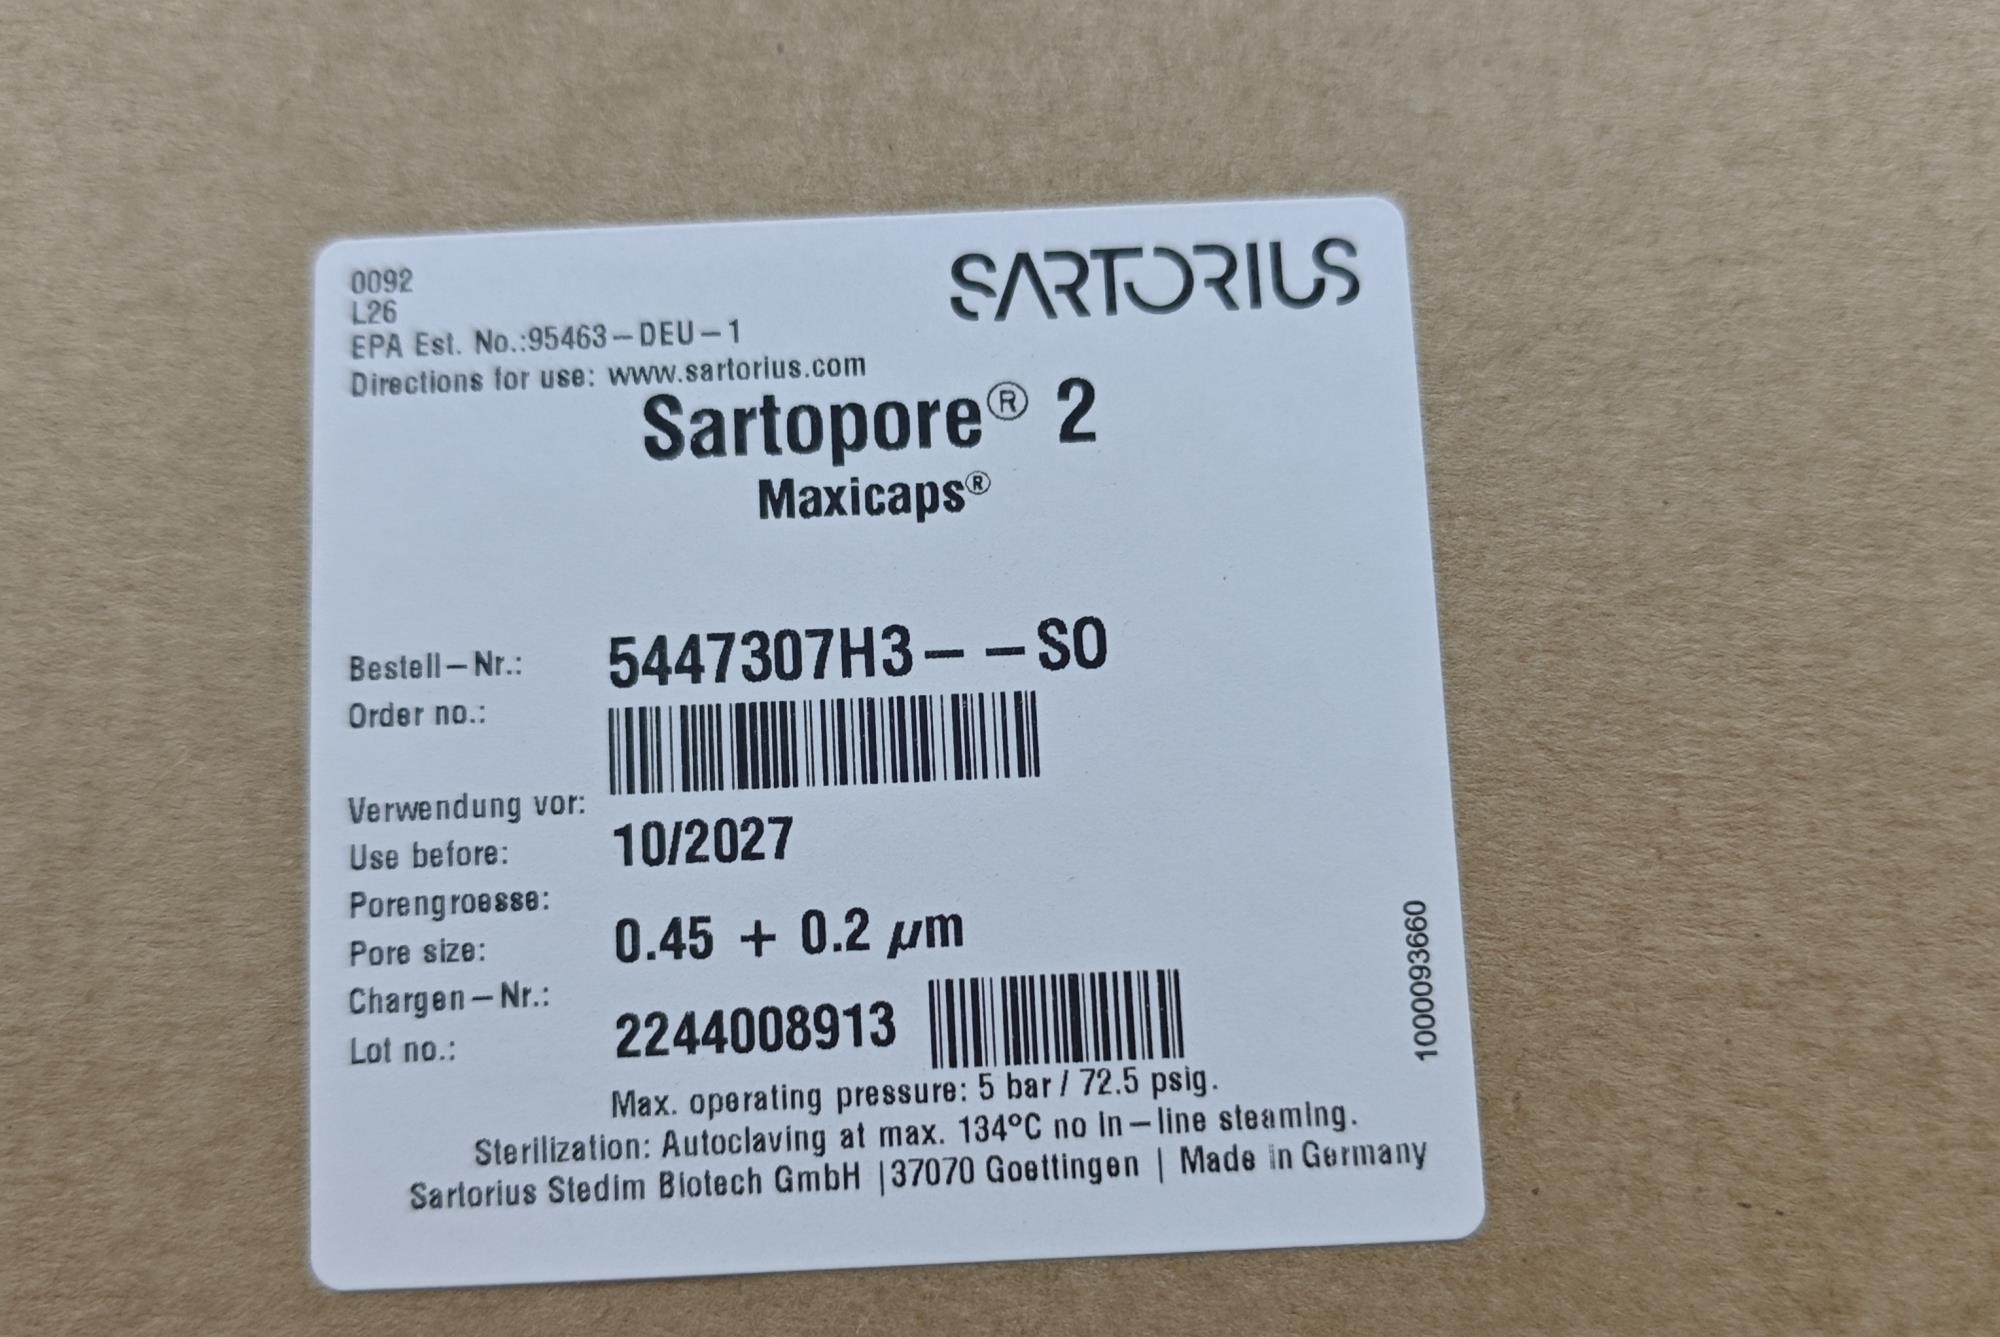 SARTORIUS
0092
L26
EPA Est. No.:95463-DEU-1
Directions for use: www.sartorius.com
Sartopore® 2
Maxicaps®
Bestell-Nr.: 5447307H3--SO
Order no.:
Verwendung vor:
Use before: 10/2027
Porengroesse:
Pore size: 0.45 + 0.2 µm
Chargen-Nr.:
Lot no.: 2244008913
1000093660
Max. operating pressure: 5 bar / 72.5 psig.
Sterilization: Autoclaving at max. 134°C no in-line steaming.
Sartorius Stedim Biotech GmbH | 37070 Goettingen | Made in Germany